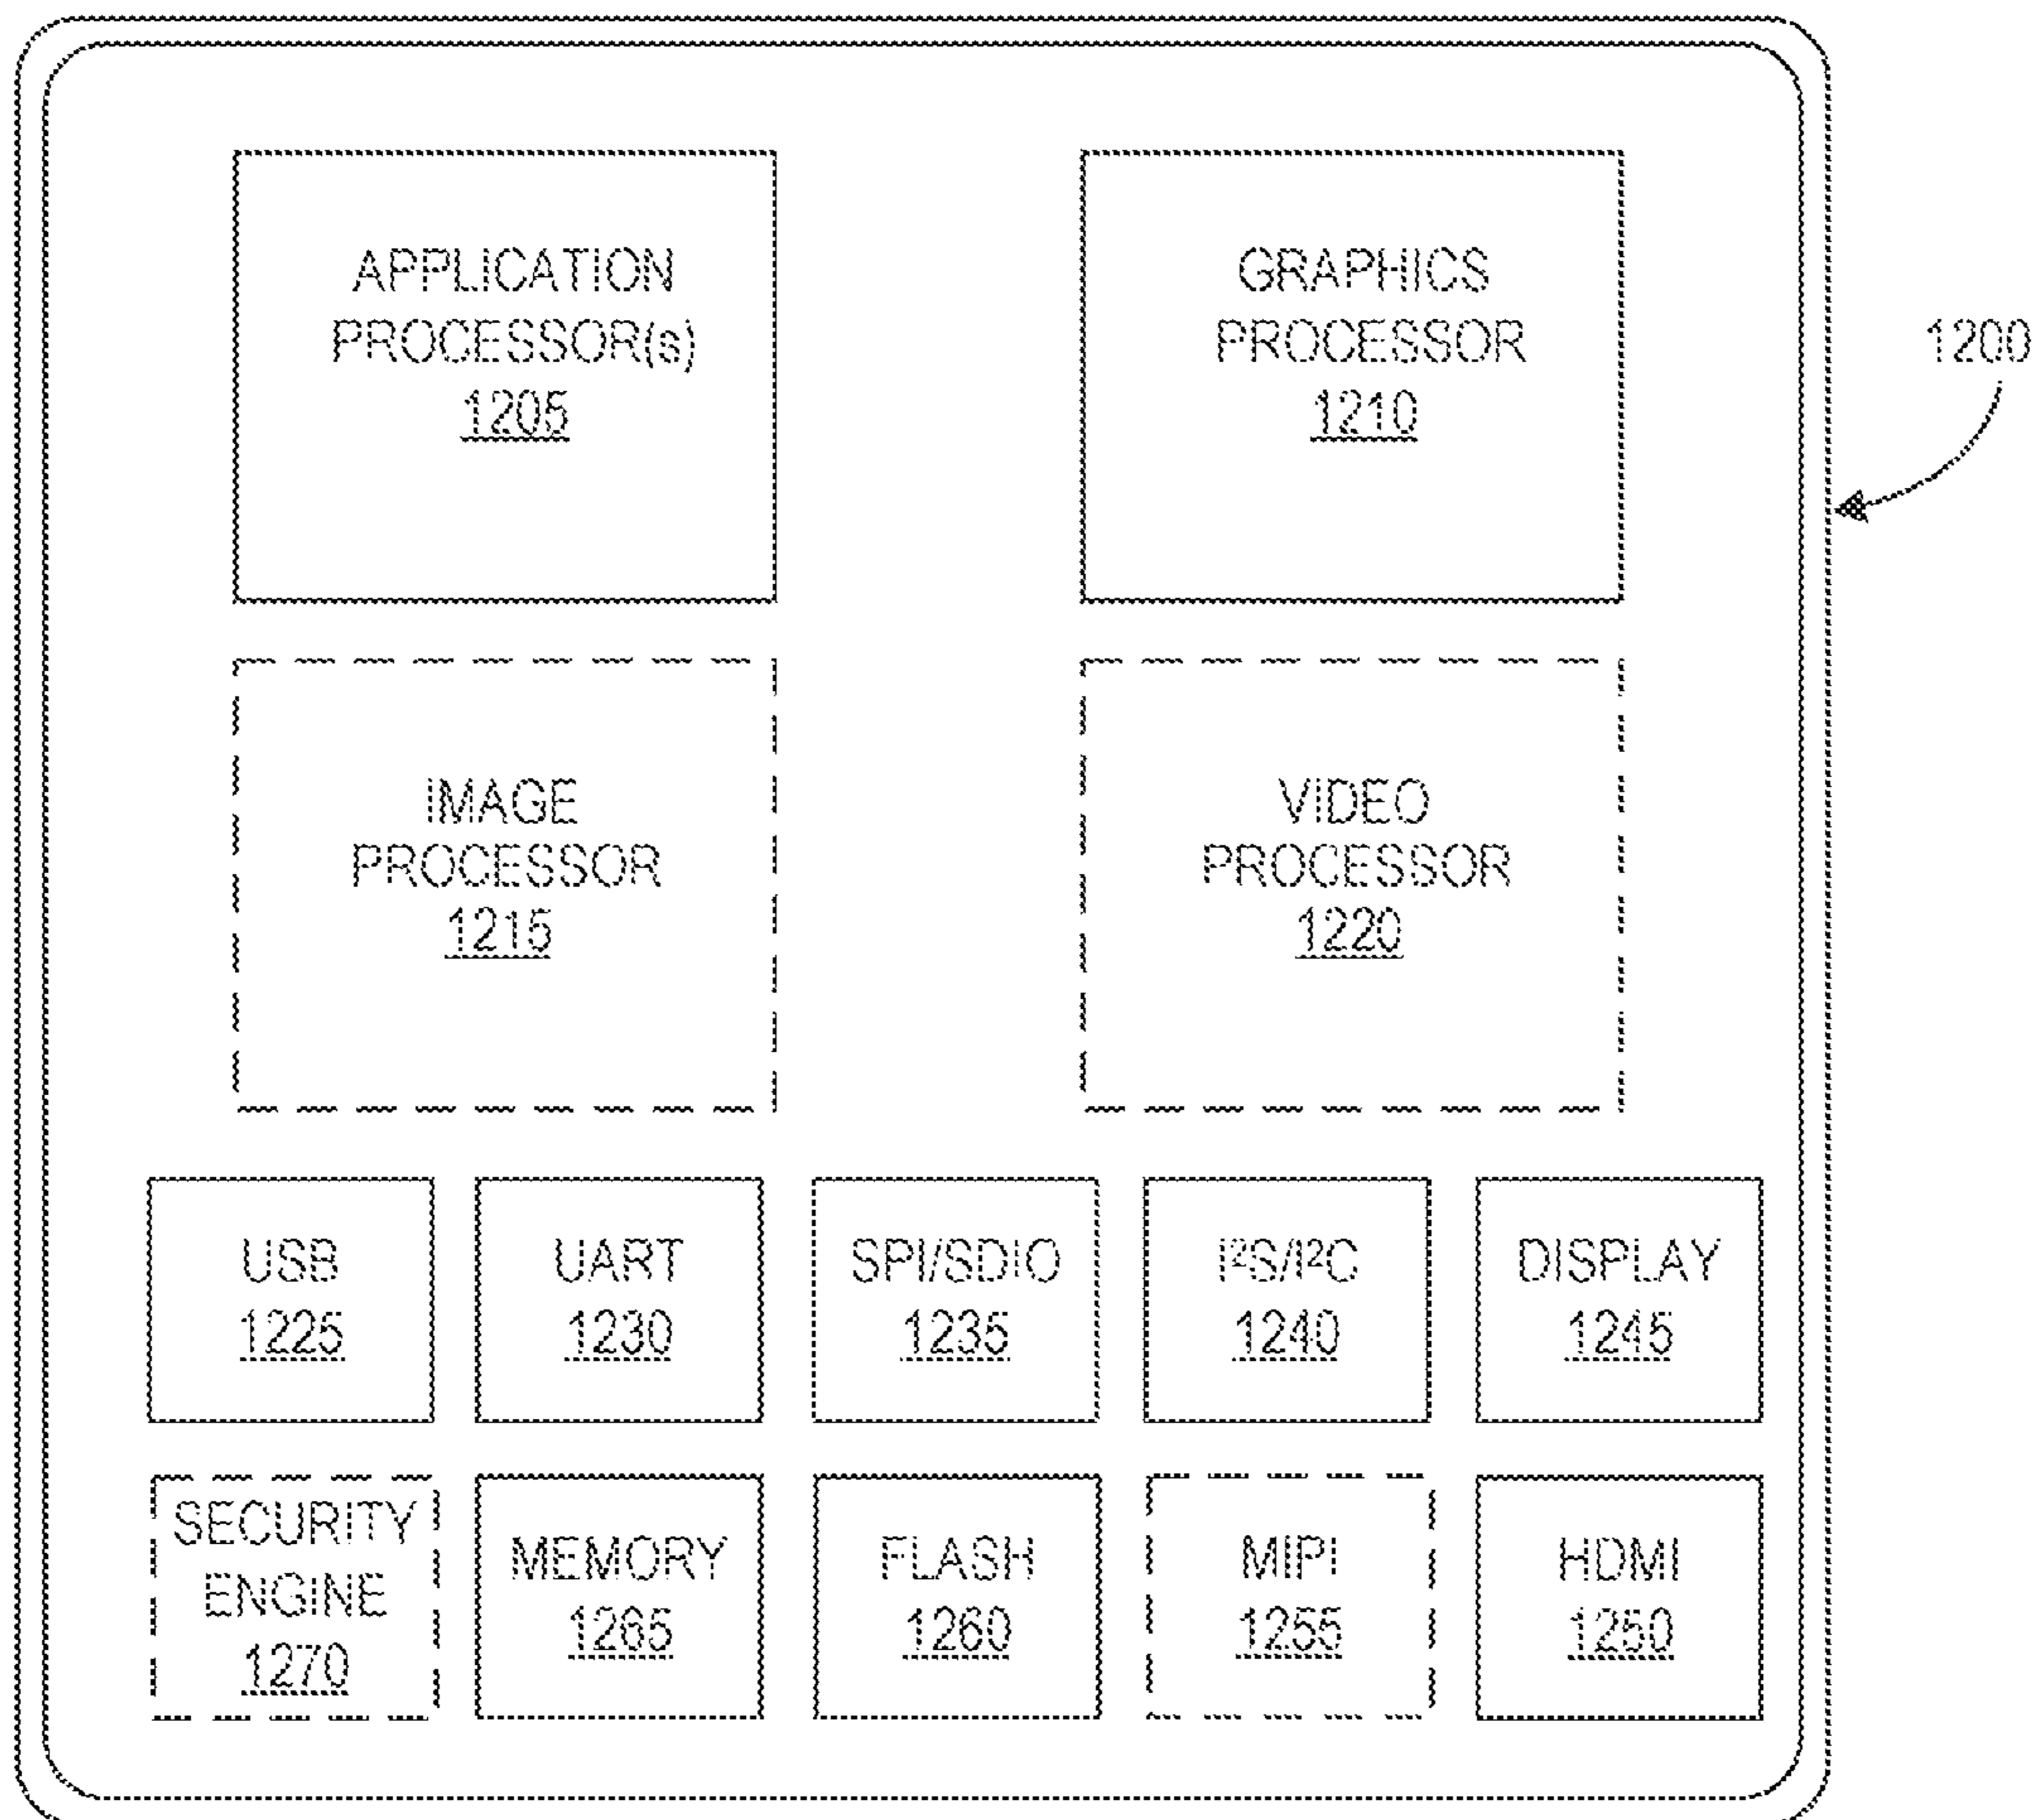 APPLICATION
PROCESSOR(s)
1205
GRAPHICS
PROCESSOR
1210
1200
IMAGE
PROCESSOR
1215
VIDEO
PROCESSOR
1220
USB
1225
UART
1230
SPI/SDIO
1235
I²S/I²C
1240
DISPLAY
1245
SECURITY
ENGINE
1270
MEMORY
1265
FLASH
1260
MIPI
1255
HDMI
1250